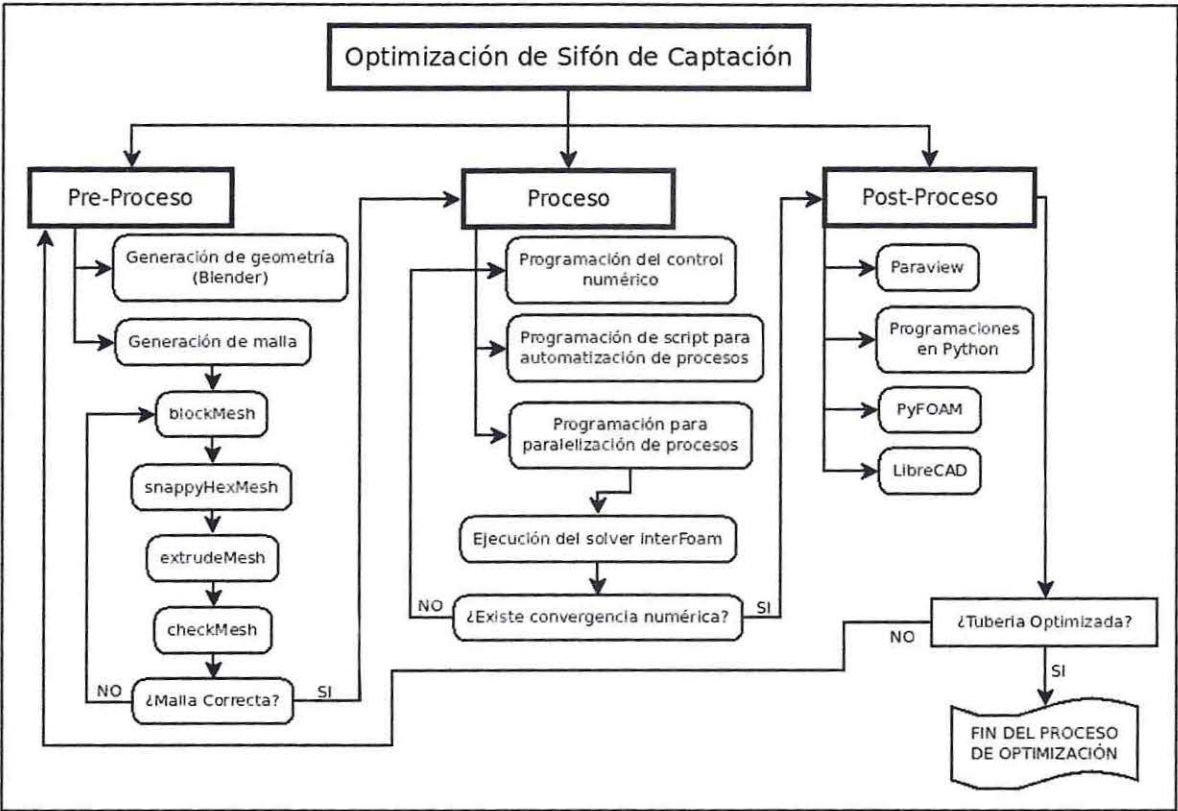 Optimización de Sifón de Captación
Pre-Proceso
Generación de geometría
(Blender)
Generación de malla
blockMesh
snappyHexMesh
extrudeMesh
checkMesh
¿Malla Correcta?
NO
SI
Proceso
Programación del control
numérico
Programación de script para
automatización de procesos
Programación para
paralelización de procesos
Ejecución del solver interFoam
¿Existe convergencia numérica?
NO
SI
Post-Proceso
Paraview
Programaciones
en Python
PyFOAM
LibreCAD
¿Tuberia Optimizada?
NO
SI
FIN DEL PROCESO
DE OPTIMIZACIÓN